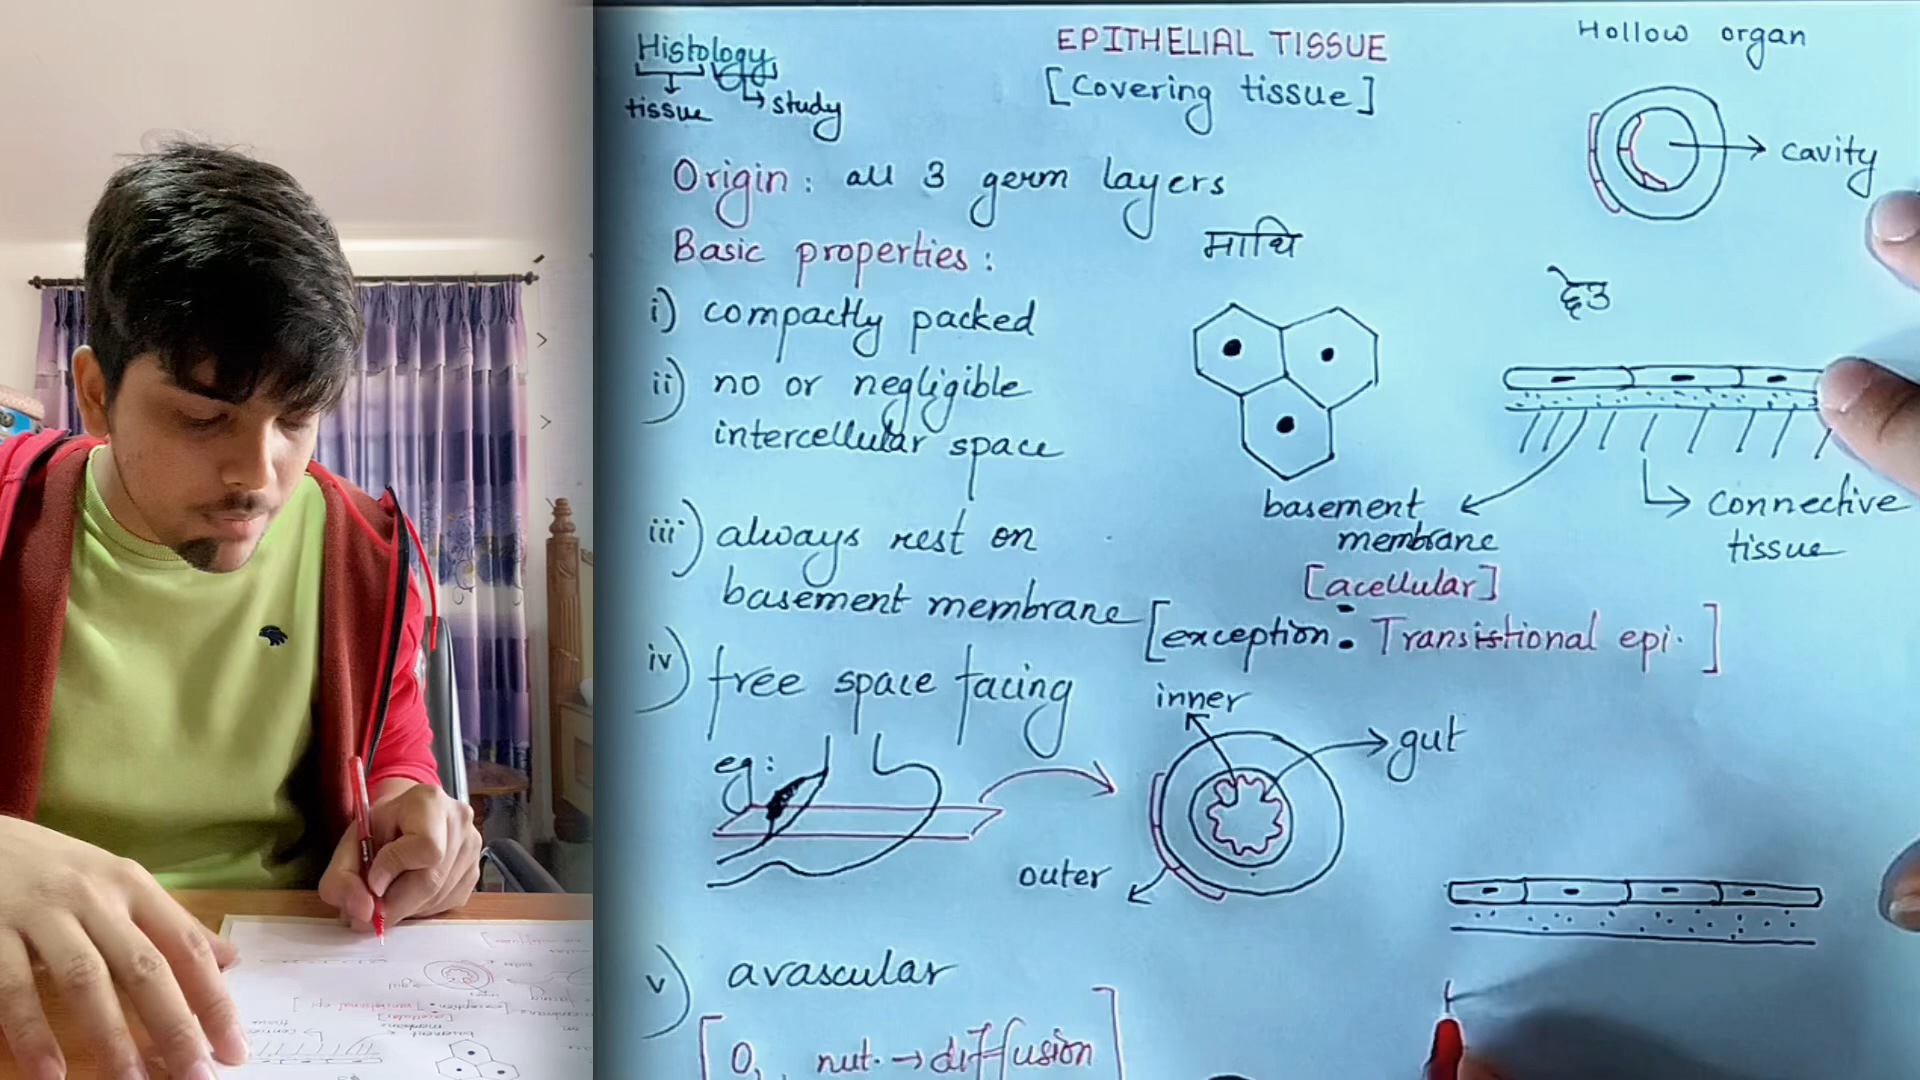 Histology
tissue
study
EPITHELIAL TISSUE
[Covering tissue]
Hollow organ
cavity
Origin: all 3 germ layers
Basic properties:
माथि
देउ
i) compactly packed
ii) no or negligible
intercellular space
basement
membrane
[acellular]
connective
tissue
iii) always rest on
basement membrane
[exception: Transistional epi.]
iv) free space facing
eg:
inner
gut
outer
v) avascular
[O, nut. → diffusion]